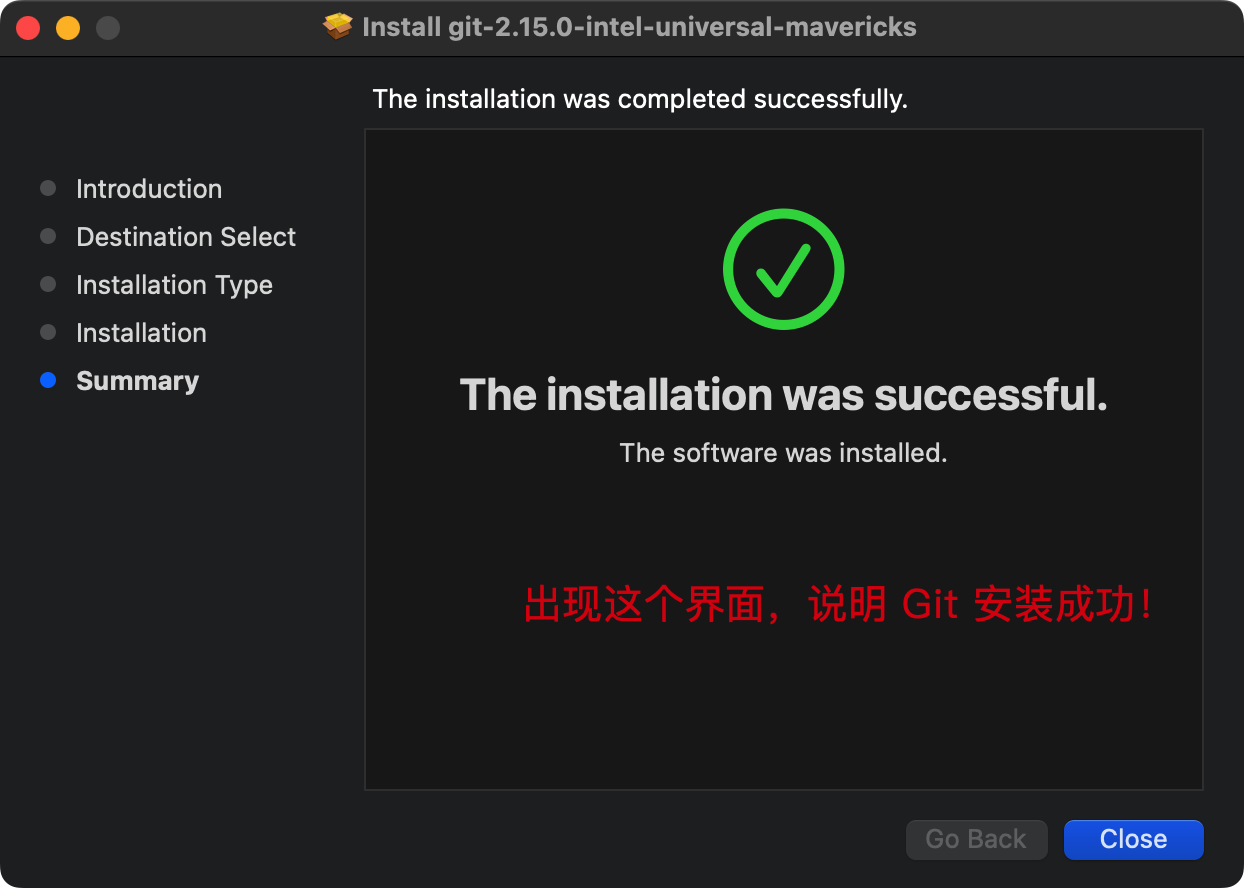 Install git-2.15.0-intel-universal-mavericks
The installation was completed successfully.
Introduction
Destination Select
Installation Type
Installation
Summary
The installation was successful.
The software was installed.
出现这个界面，说明 Git 安装成功！
Go Back
Close